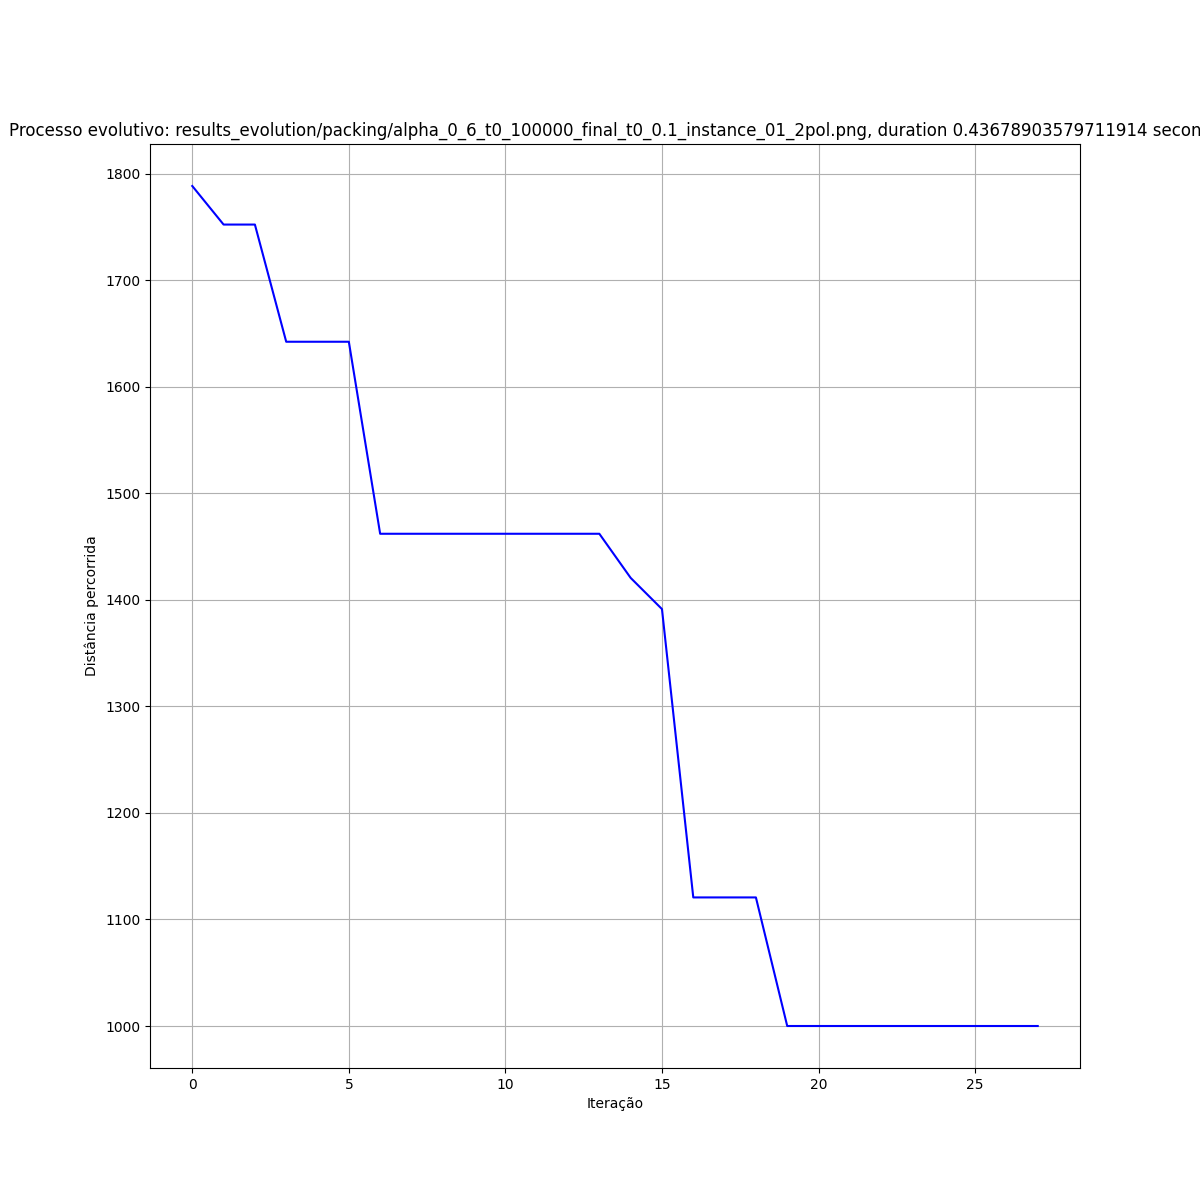 Processo evolutivo: results_evolution/packing/alpha_0_6_t0_100000_final_t0_0.1_instance_01_2pol.png, duration 0.43678903579711914 secon
1800
1700
1600
1500
1400
1300
1200
1100
1000
Distância percorrida
0 5 10 15 20 25
Iteração